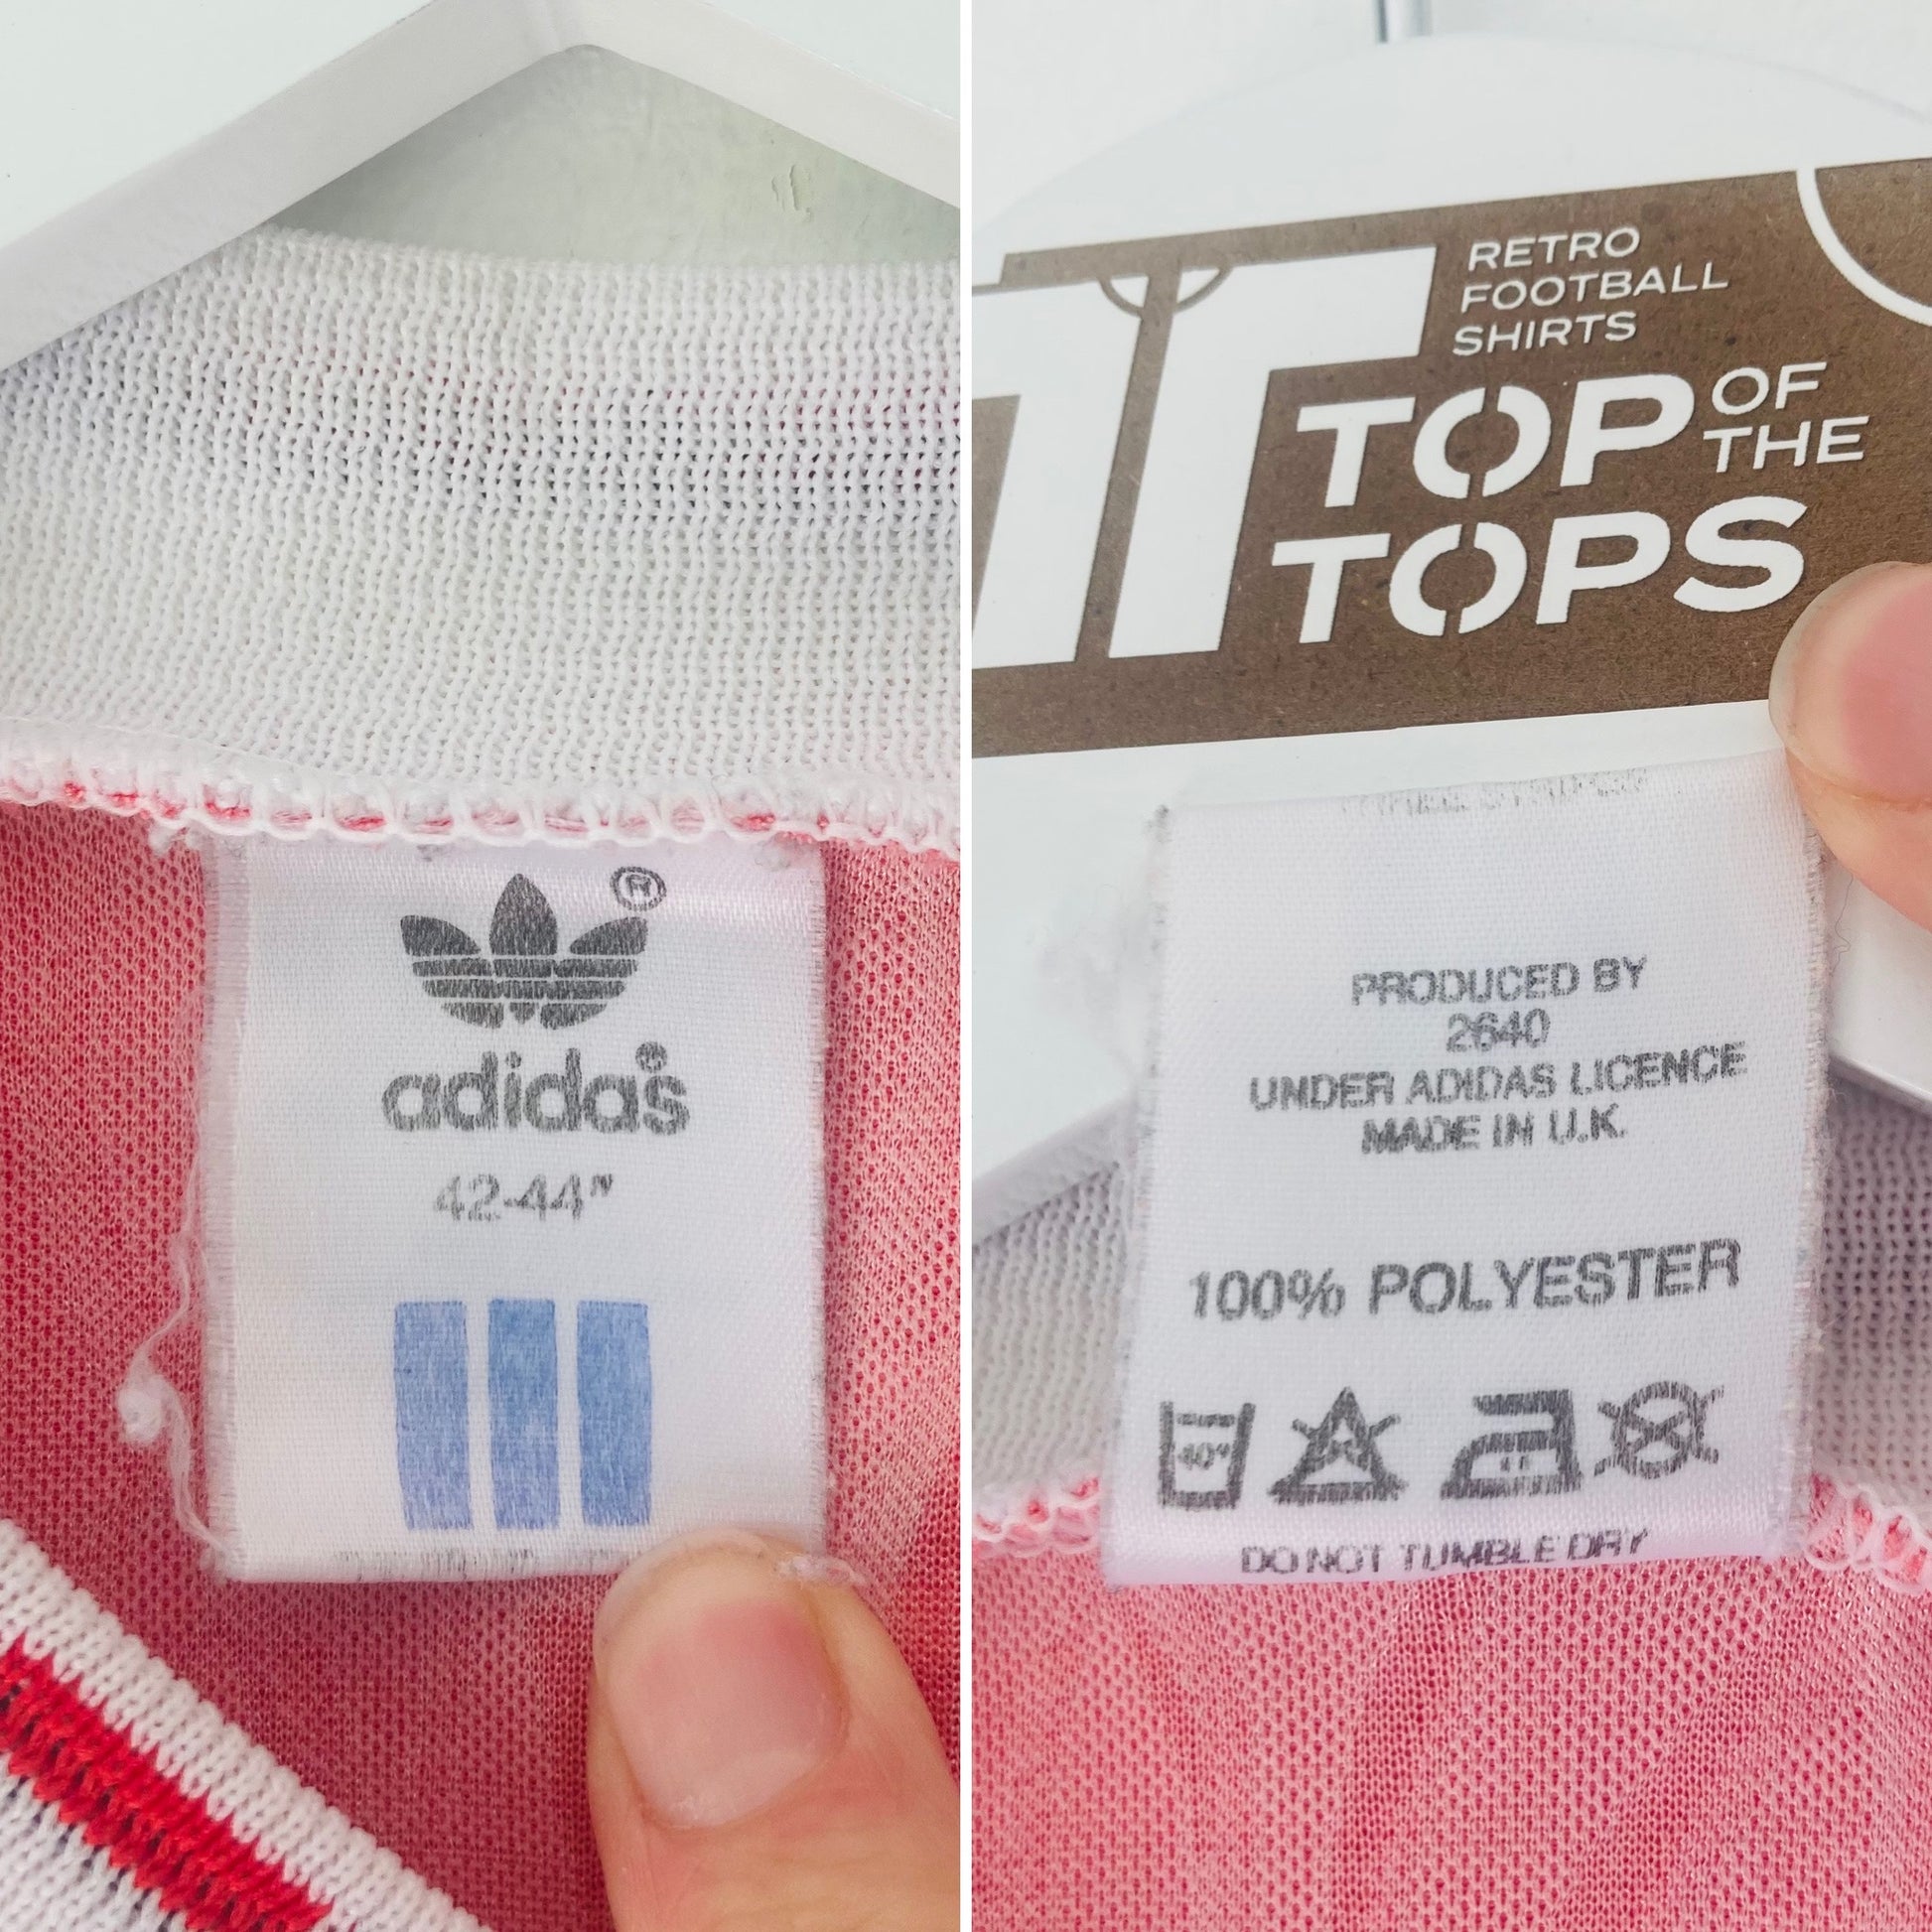 adidas
42-44"
RETRO
FOOTBALL
SHIRTS
TOP OF
THE
TOPS
PRODUCED BY
2640
UNDER ADIDAS LICENCE
MADE IN U.K.
100% POLYESTER
40°
DO NOT TUMBLE DRY